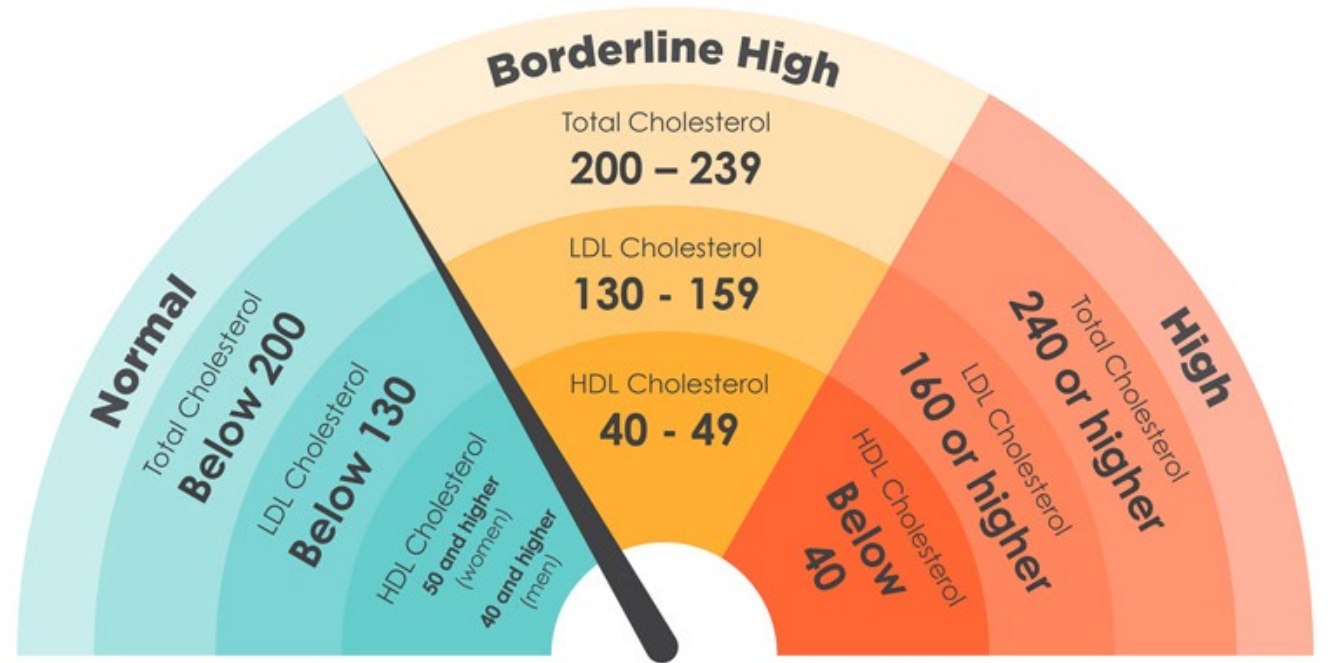 Normal
Total Cholesterol
Below 200
LDL Cholesterol
Below 130
HDL Cholesterol
50 and higher
(women)
40 and higher
(men)
Borderline High
Total Cholesterol
200 – 239
LDL Cholesterol
130 - 159
HDL Cholesterol
40 - 49
High
Total Cholesterol
240 or higher
LDL Cholesterol
160 or higher
HDL Cholesterol
Below
40